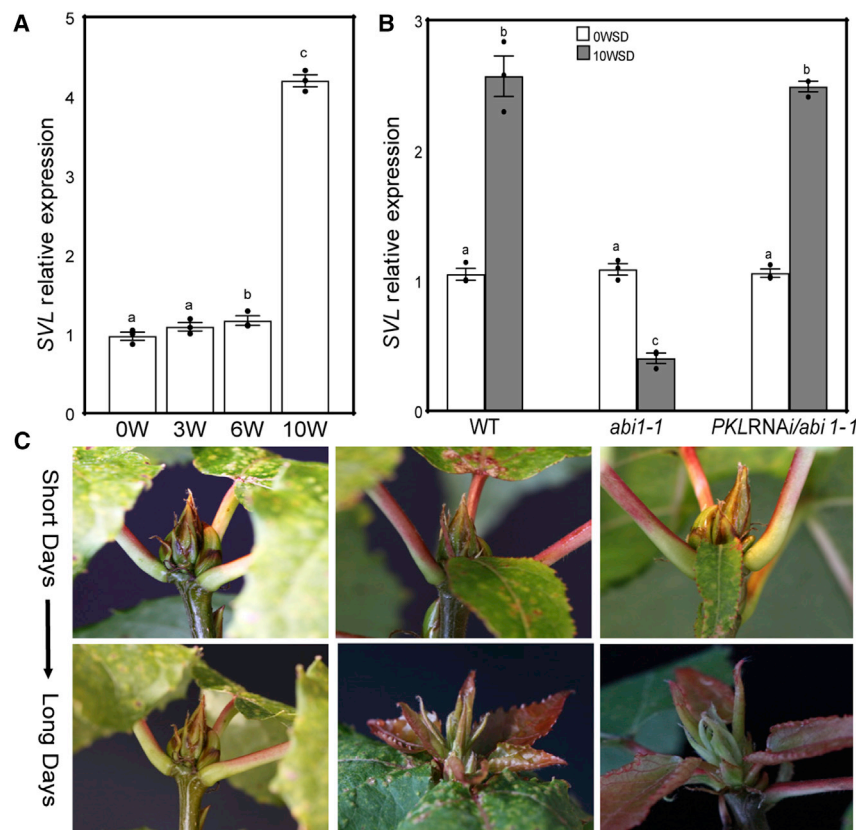 A
5
4
3
2
1
0
SVL relative expression
a
a
b
c
0W 3W 6W 10W
B
3
2
1
0
SVL relative expression
0WSD
10WSD
a
b
a
c
a
b
WT abi1-1 PKLRNAi/abi 1-1
C
Short Days
Long Days